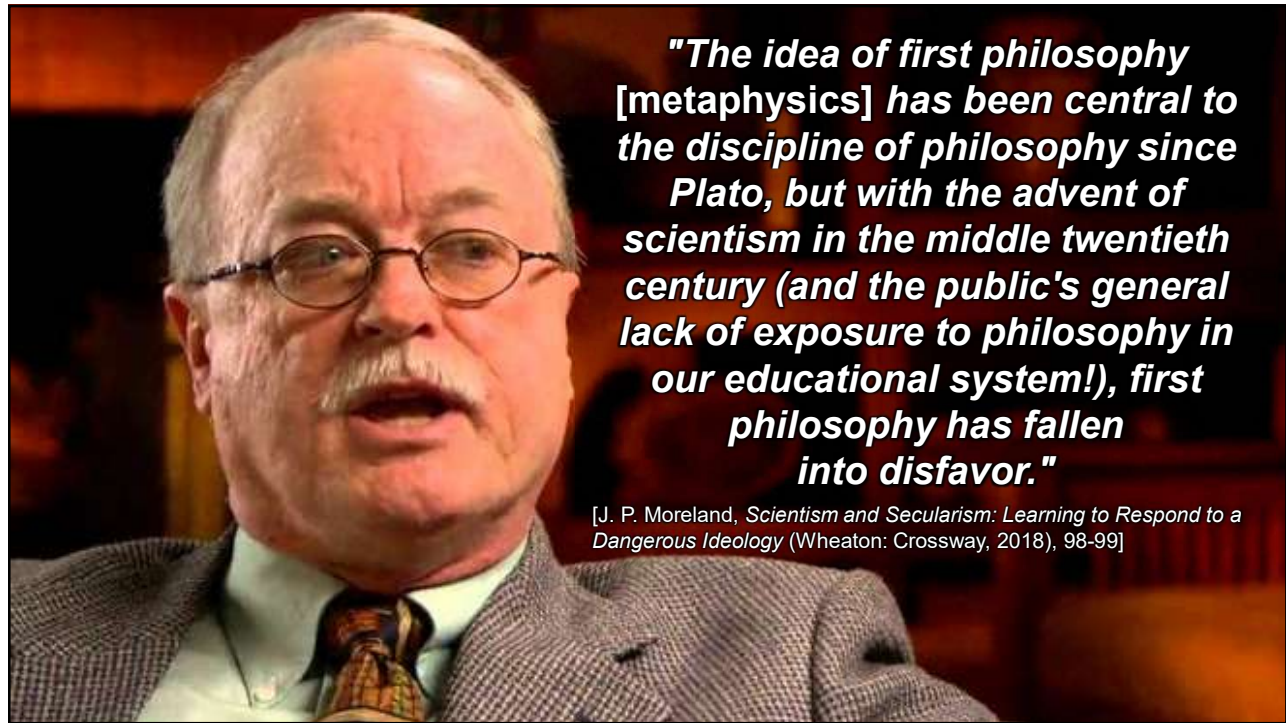 "The idea of first philosophy
[metaphysics] has been central to
the discipline of philosophy since
Plato, but with the advent of
scientism in the middle twentieth
century (and the public's general
lack of exposure to philosophy in
our educational system!), first
philosophy has fallen
into disfavor."
[J. P. Moreland, Scientism and Secularism: Learning to Respond to a
Dangerous Ideology (Wheaton: Crossway, 2018), 98-99]